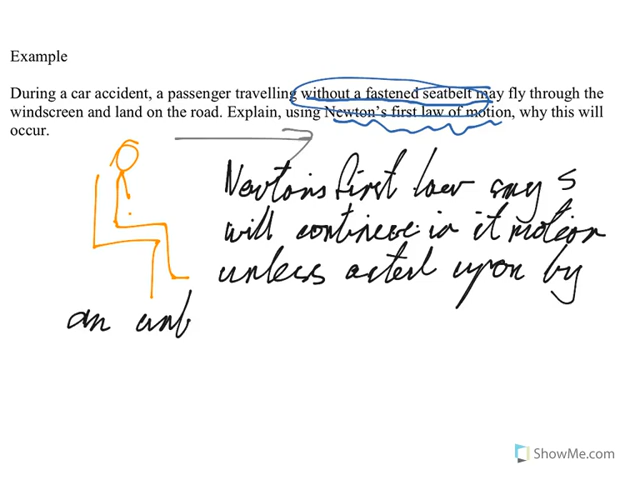 Example
During a car accident, a passenger travelling without a fastened seatbelt may fly through the
windscreen and land on the road. Explain, using Newton's first law of motion, why this will
occur.
Newtons first law says
will continue in it motion
unless acted upon by
an unb
ShowMe.com